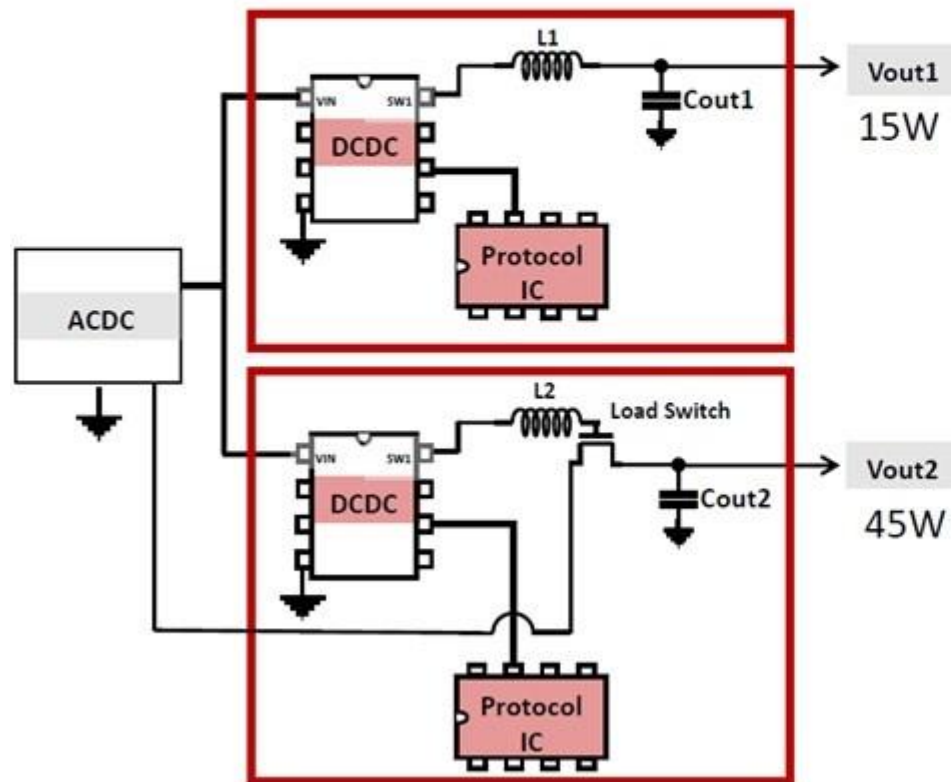 L1
VIN
SW1
DCDC
Cout1
Vout1
15W
Protocol
IC
ACDC
L2
Load Switch
VIN
SW1
DCDC
Cout2
Vout2
45W
Protocol
IC